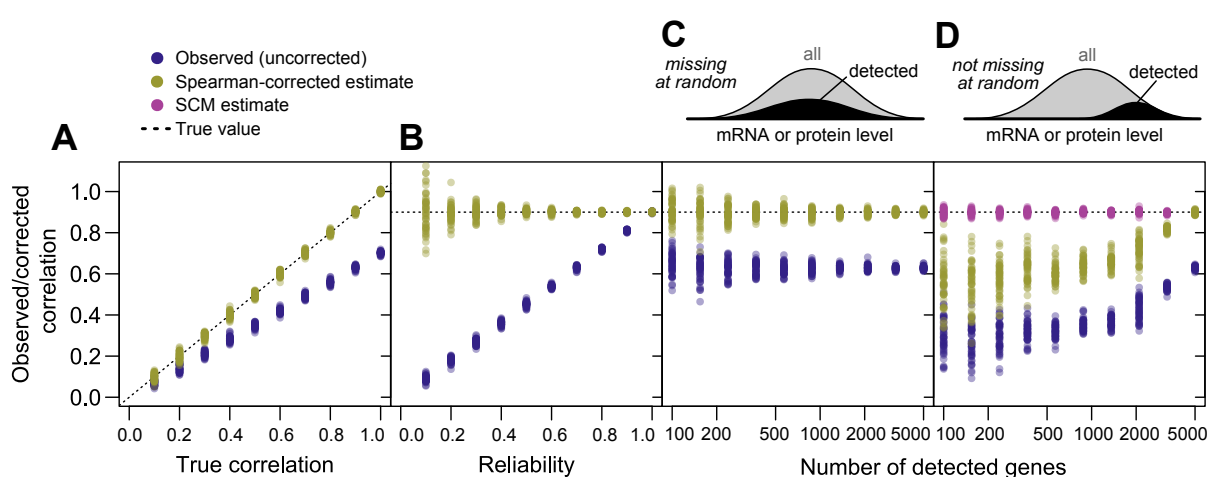 Observed (uncorrected)
Spearman-corrected estimate
SCM estimate
True value
C
missing
at random
all
detected
mRNA or protein level
D
not missing
at random
all
detected
mRNA or protein level
A
B
Observed/corrected
correlation
1.0
0.8
0.6
0.4
0.2
0.0
0.0 0.2 0.4 0.6 0.8 1.0
True correlation
0.0 0.2 0.4 0.6 0.8 1.0
Reliability
100 200 500 1000 2000 5000
100 200 500 1000 2000 5000
Number of detected genes